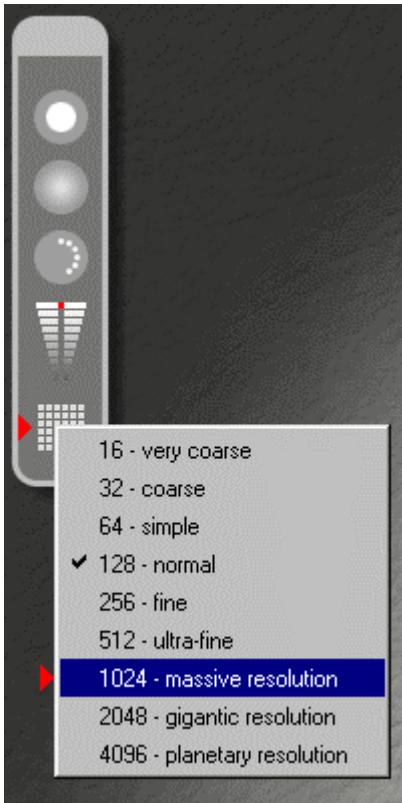 16 - very coarse
32 - coarse
64 - simple
128 - normal
256 - fine
512 - ultra-fine
1024 - massive resolution
2048 - gigantic resolution
4096 - planetary resolution